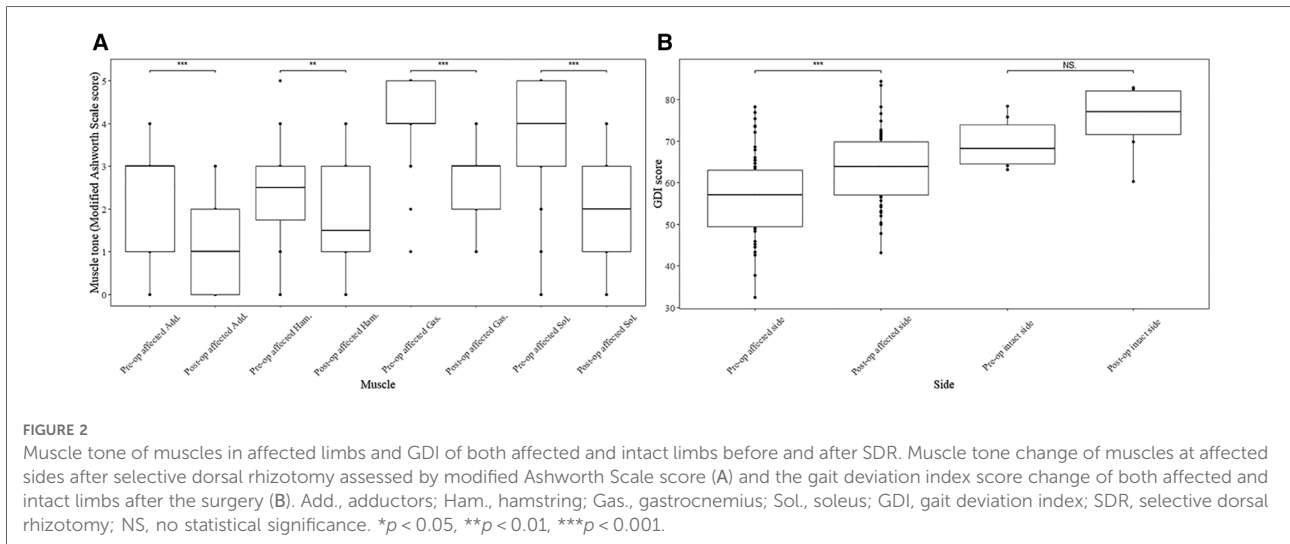 A
B
***
**
***
***
***
NS.
Muscle tone (Modified Ashworth Scale score)
5
4
3
2
1
0
GDI score
80
70
60
50
40
30
Pre-op affected Add.
Post-op affected Add.
Pre-op affected Ham.
Post-op affected Ham.
Pre-op affected Gas.
Post-op affected Gas.
Pre-op affected Sol.
Post-op affected Sol.
Muscle
Pre-op affected side
Post-op affected side
Pre-op intact side
Post-op intact side
Side
FIGURE 2
Muscle tone of muscles in affected limbs and GDI of both affected and intact limbs before and after SDR. Muscle tone change of muscles at affected
sides after selective dorsal rhizotomy assessed by modified Ashworth Scale score (A) and the gait deviation index score change of both affected and
intact limbs after the surgery (B). Add., adductors; Ham., hamstring; Gas., gastrocnemius; Sol., soleus; GDI, gait deviation index; SDR, selective dorsal
rhizotomy; NS, no statistical significance. *p < 0.05, **p < 0.01, ***p < 0.001.